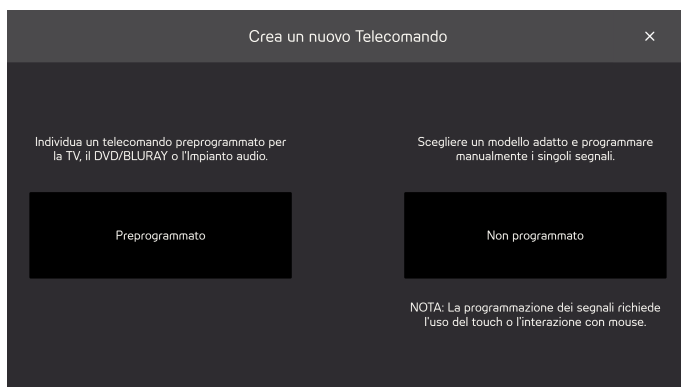 Crea un nuovo Telecomando
×
Individua un telecomando preprogrammato per
la TV, il DVD/BLURAY o l'Impianto audio.
Preprogrammato
Scegliere un modello adatto e programmare
manualmente i singoli segnali.
Non programmato
NOTA: La programmazione dei segnali richiede
l'uso del touch o l'interazione con mouse.